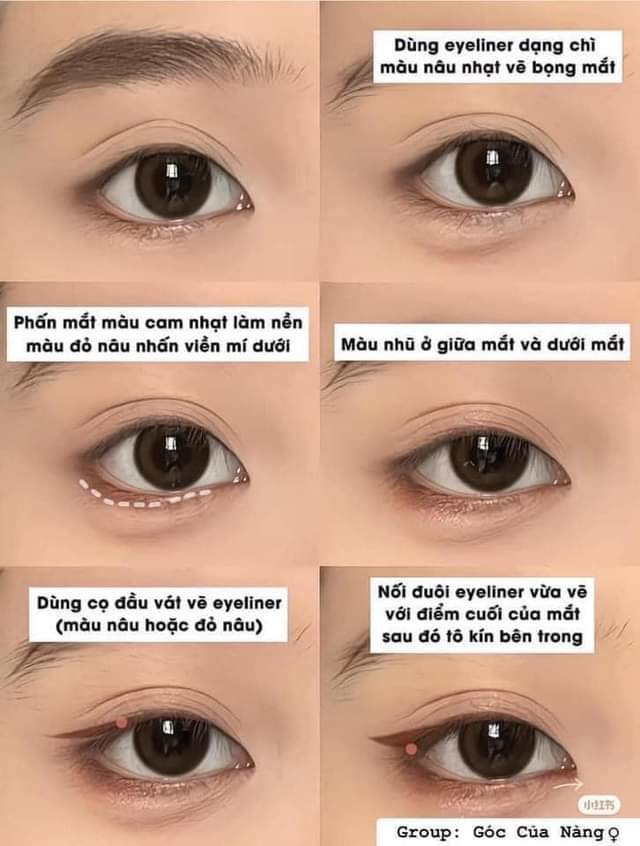 Dùng eyeliner dạng chì
màu nâu nhạt vẽ bọng mắt
Phấn mắt màu cam nhạt làm nền
màu đỏ nâu nhấn viền mí dưới
Màu nhũ ở giữa mắt và dưới mắt
Dùng cọ đầu vát vẽ eyeliner
(màu nâu hoặc đỏ nâu)
Nối đuôi eyeliner vừa vẽ
với điểm cuối của mắt
sau đó tô kín bên trong
小红书
Group: Góc Của Nàng♀